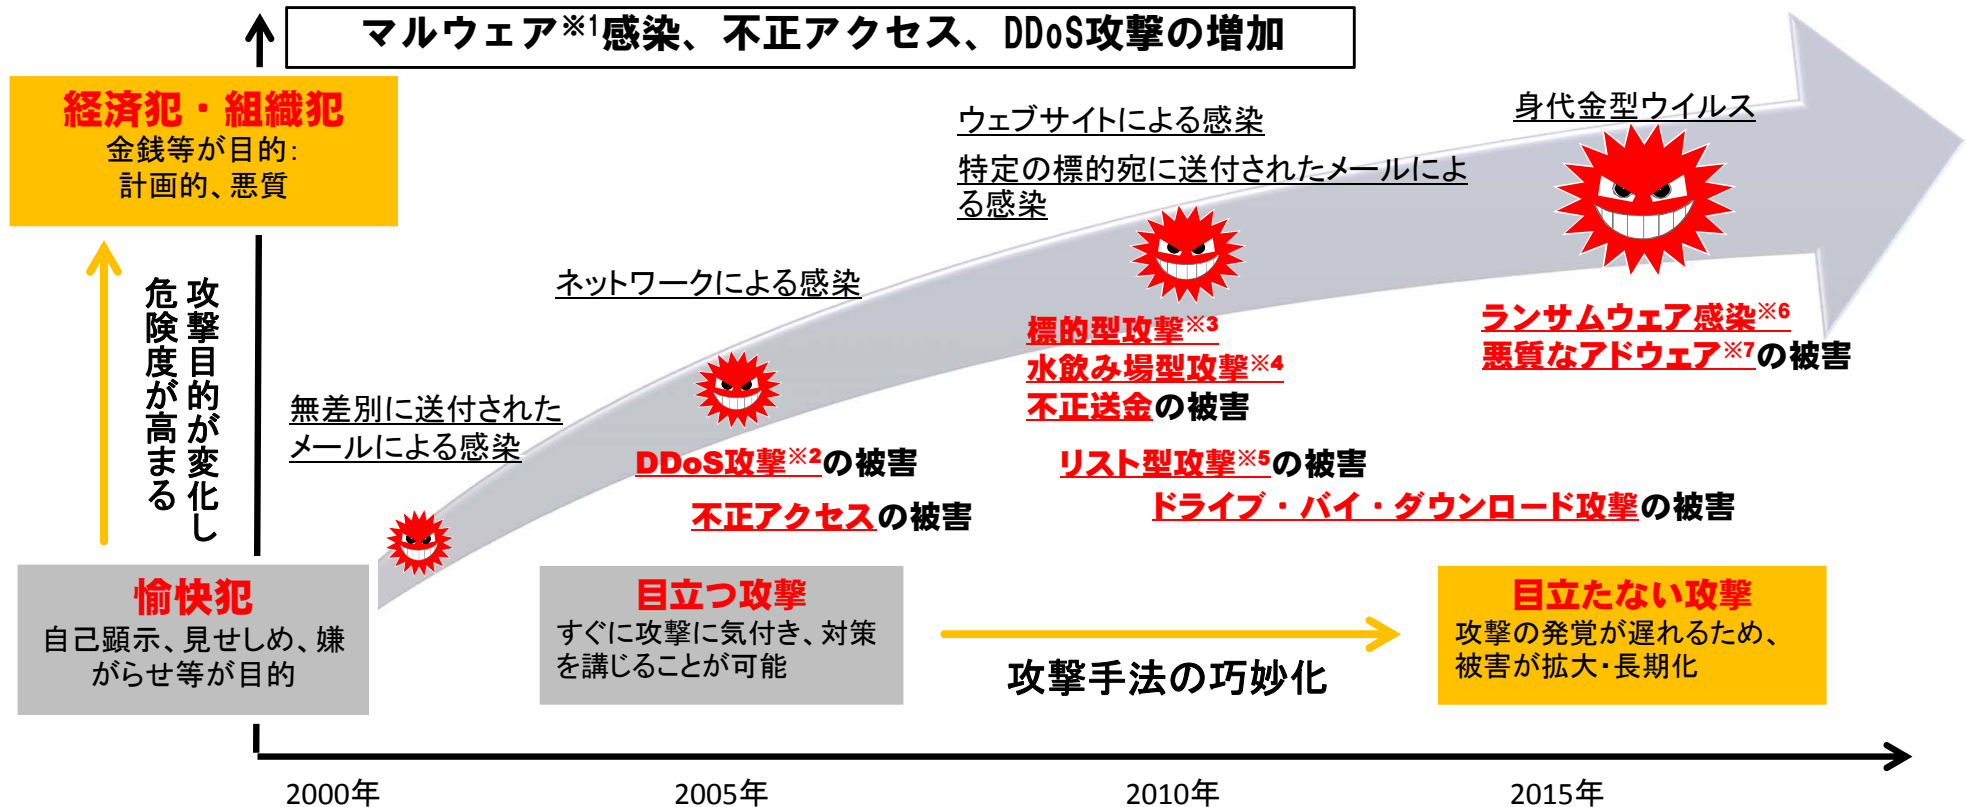 マルウェア※1感染、不正アクセス、DDoS攻撃の増加
経済犯・組織犯
金銭等が目的：
計画的、悪質
攻撃目的が変化し
危険度が高まる
愉快犯
自己顕示、見せしめ、嫌
がらせ等が目的
無差別に送付された
メールによる感染
ネットワークによる感染
DDoS攻撃※2の被害
不正アクセスの被害
ウェブサイトによる感染
特定の標的宛に送付されたメールによ
る感染
標的型攻撃※3
水飲み場型攻撃※4
不正送金の被害
リスト型攻撃※5の被害
ドライブ・バイ・ダウンロード攻撃の被害
身代金型ウイルス
ランサムウェア感染※6
悪質なアドウェア※7の被害
目立つ攻撃
すぐに攻撃に気付き、対策
を講じることが可能
攻撃手法の巧妙化
目立たない攻撃
攻撃の発覚が遅れるため、
被害が拡大・長期化
2000年
2005年
2010年
2015年